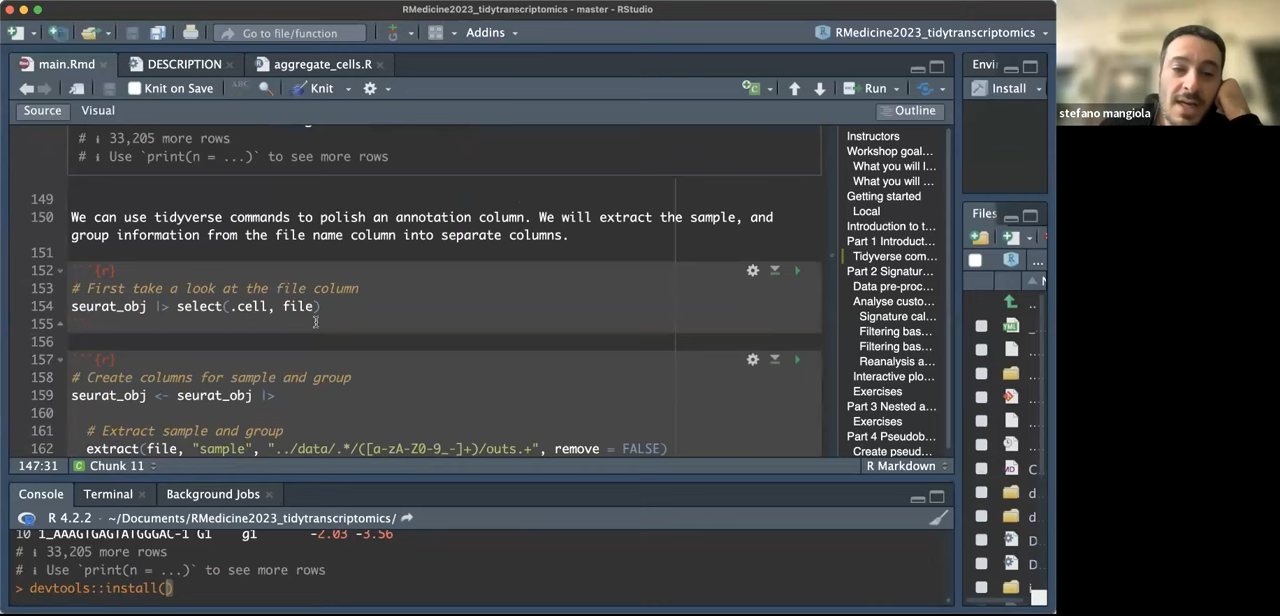 RMedicine2023_tidytranscriptomics - master - RStudio
Go to file/function
Addins
RMedicine2023_tidytranscriptomics
main.Rmd
DESCRIPTION
aggregate_cells.R
Knit on Save
ABC
Knit
Run
Source
Visual
Outline
# ℹ 33,205 more rows
# ℹ Use `print(n = ...)` to see more rows
149
150 We can use tidyverse commands to polish an annotation column. We will extract the sample, and
group information from the file name column into separate columns.
151
152 ```{r}
153 # First take a look at the file column
154 seurat_obj |> select(.cell, file)
155
156
157 ```{r}
158 # Create columns for sample and group
159 seurat_obj <- seurat_obj |>
160
161 # Extract sample and group
162 extract(file, "sample", "../data/.*/([a-zA-Z0-9_-]+)/outs.+", remove = FALSE)
147:31
Chunk 11
R Markdown
Instructors
Workshop goal...
What you will l...
What you will ...
Getting started
Local
Introduction to t...
Part 1 Introduct...
Tidyverse com...
Part 2 Signatur...
Data pre-proc...
Analyse custo...
Signature cal...
Filtering bas...
Filtering bas...
Reanalysis a...
Interactive plo...
Exercises
Part 3 Nested a...
Exercises
Part 4 Pseudob...
Create pseud...
Console
Terminal
Background Jobs
R 4.2.2 · ~/Documents/RMedicine2023_tidytranscriptomics/
10 1_AAAGTGAGTATGGGAC-1 G1 g1 -2.03 -3.56
# ℹ 33,205 more rows
# ℹ Use `print(n = ...)` to see more rows
> devtools::install()
Envi
Install
Files
...
..
C
d
d
D
D
stefano mangiola